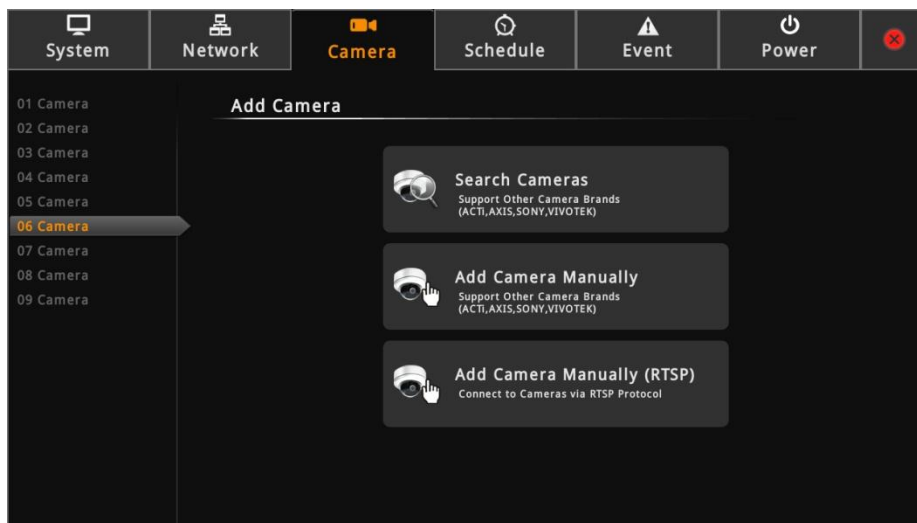 System Network Camera Schedule Event Power
Add Camera
01 Camera
02 Camera
03 Camera
04 Camera
05 Camera
06 Camera
07 Camera
08 Camera
09 Camera
Search Cameras
Support Other Camera Brands
(ACTi,AXIS,SONY,VIVOTEK)
Add Camera Manually
Support Other Camera Brands
(ACTi,AXIS,SONY,VIVOTEK)
Add Camera Manually (RTSP)
Connect to Cameras via RTSP Protocol